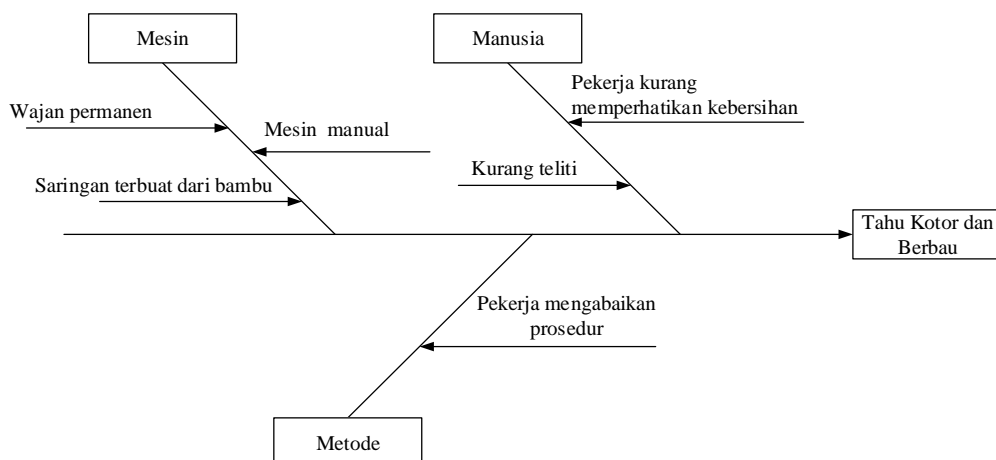 Mesin
Manusia
Wajan permanen
Mesin manual
Saringan terbuat dari bambu
Pekerja kurang
memperhatikan kebersihan
Kurang teliti
Tahu Kotor dan
Berbau
Pekerja mengabaikan
prosedur
Metode